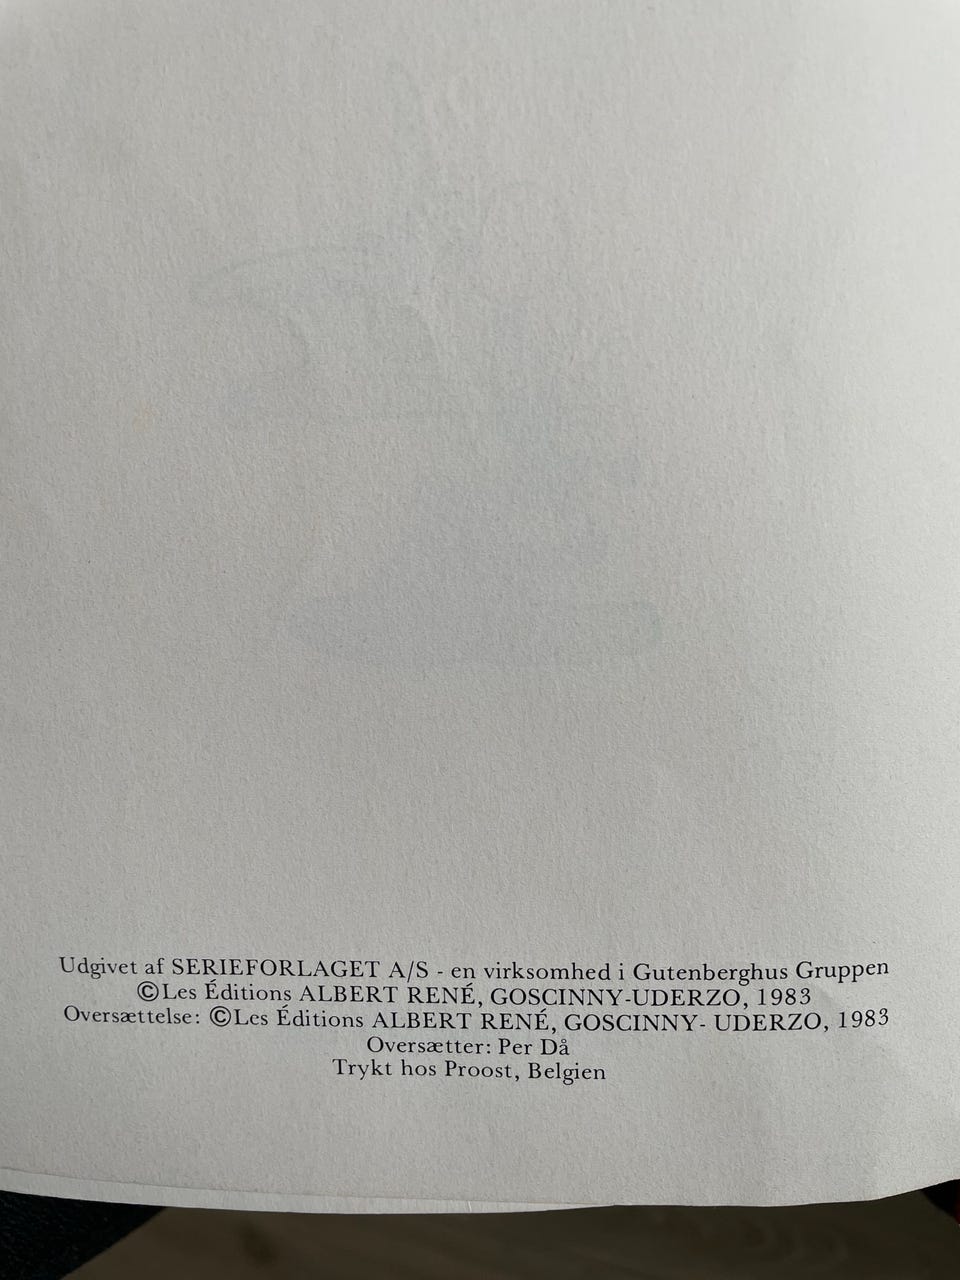 Udgivet af SERIEFORLAGET A/S - en virksomhed i Gutenberghus Gruppen
©Les Éditions ALBERT RENÉ, GOSCINNY-UDERZO, 1983
Oversættelse: ©Les Éditions ALBERT RENÉ, GOSCINNY- UDERZO, 1983
Oversætter: Per Då
Trykt hos Proost, Belgien